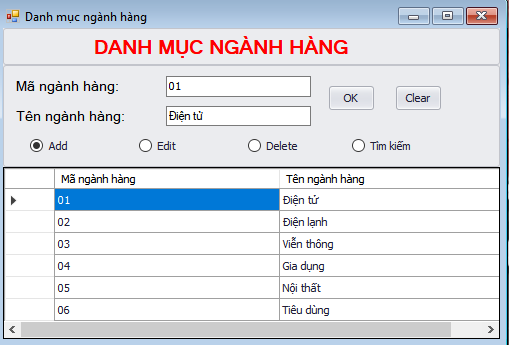 Danh mục ngành hàng
DANH MỤC NGÀNH HÀNG
Mã ngành hàng: 01 OK Clear
Tên ngành hàng: Điện tử
Add Edit Delete Tìm kiếm
Mã ngành hàng Tên ngành hàng
01 Điện tử
02 Điện lạnh
03 Viễn thông
04 Gia dụng
05 Nội thất
06 Tiêu dùng